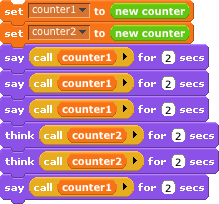 set counter1 to new counter
set counter2 to new counter
say call counter1 for 2 secs
say call counter1 for 2 secs
say call counter1 for 2 secs
think call counter2 for 2 secs
think call counter2 for 2 secs
say call counter1 for 2 secs